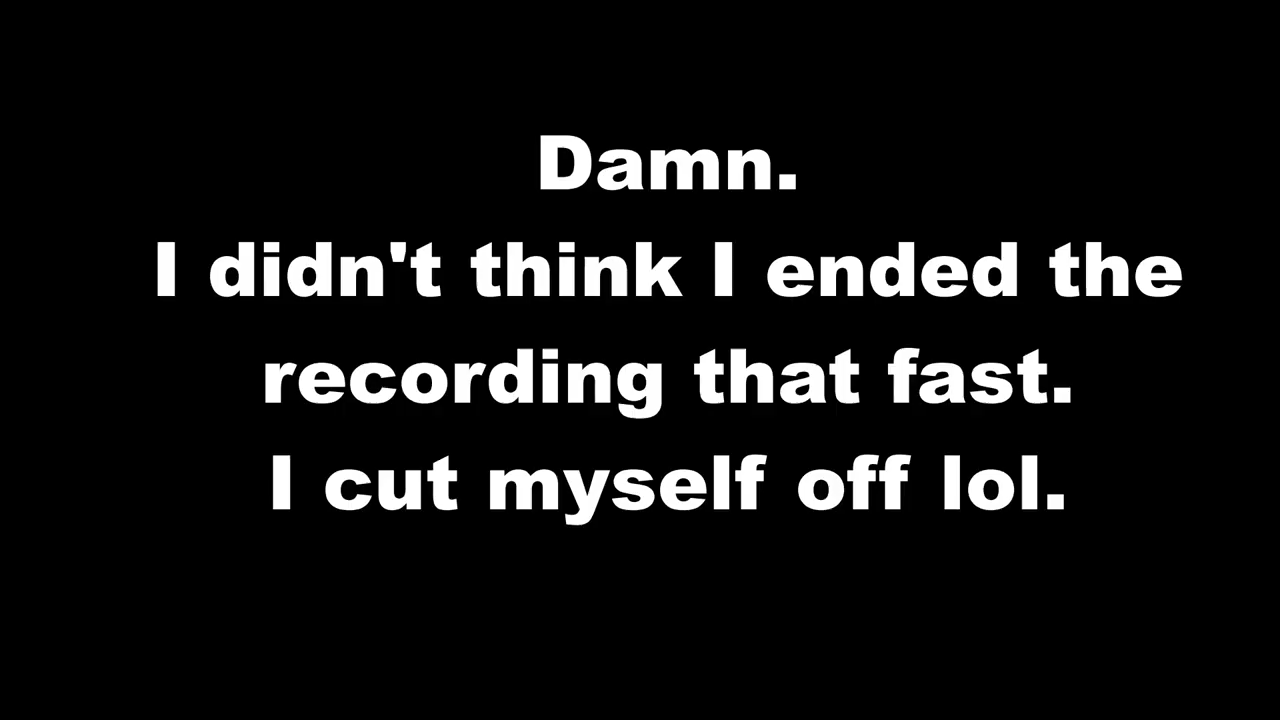 Damn.
I didn't think I ended the
recording that fast.
I cut myself off lol.